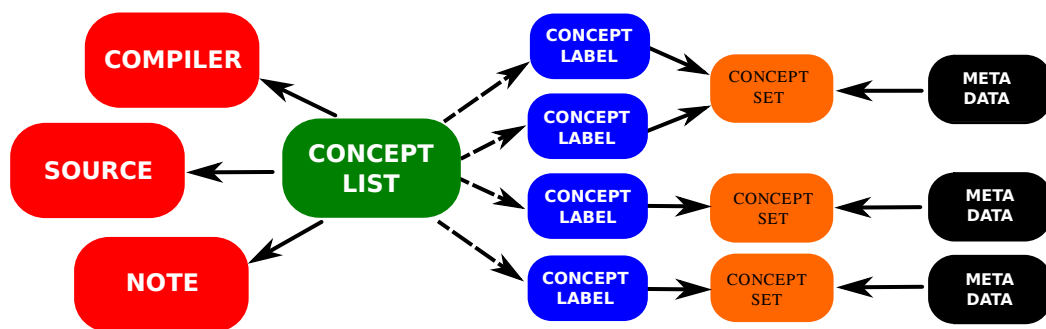 COMPILER
SOURCE
NOTE
CONCEPT
LIST
CONCEPT
LABEL
CONCEPT
LABEL
CONCEPT
LABEL
CONCEPT
LABEL
CONCEPT
SET
CONCEPT
SET
CONCEPT
SET
META
DATA
META
DATA
META
DATA